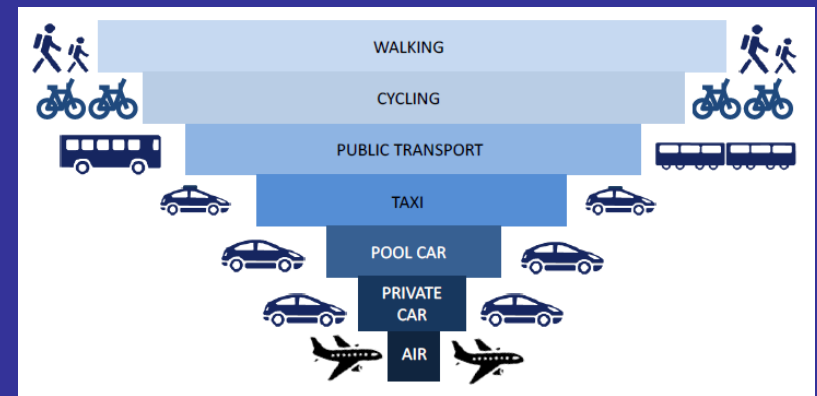 WALKING
CYCLING
PUBLIC TRANSPORT
TAXI
POOL CAR
PRIVATE
CAR
AIR